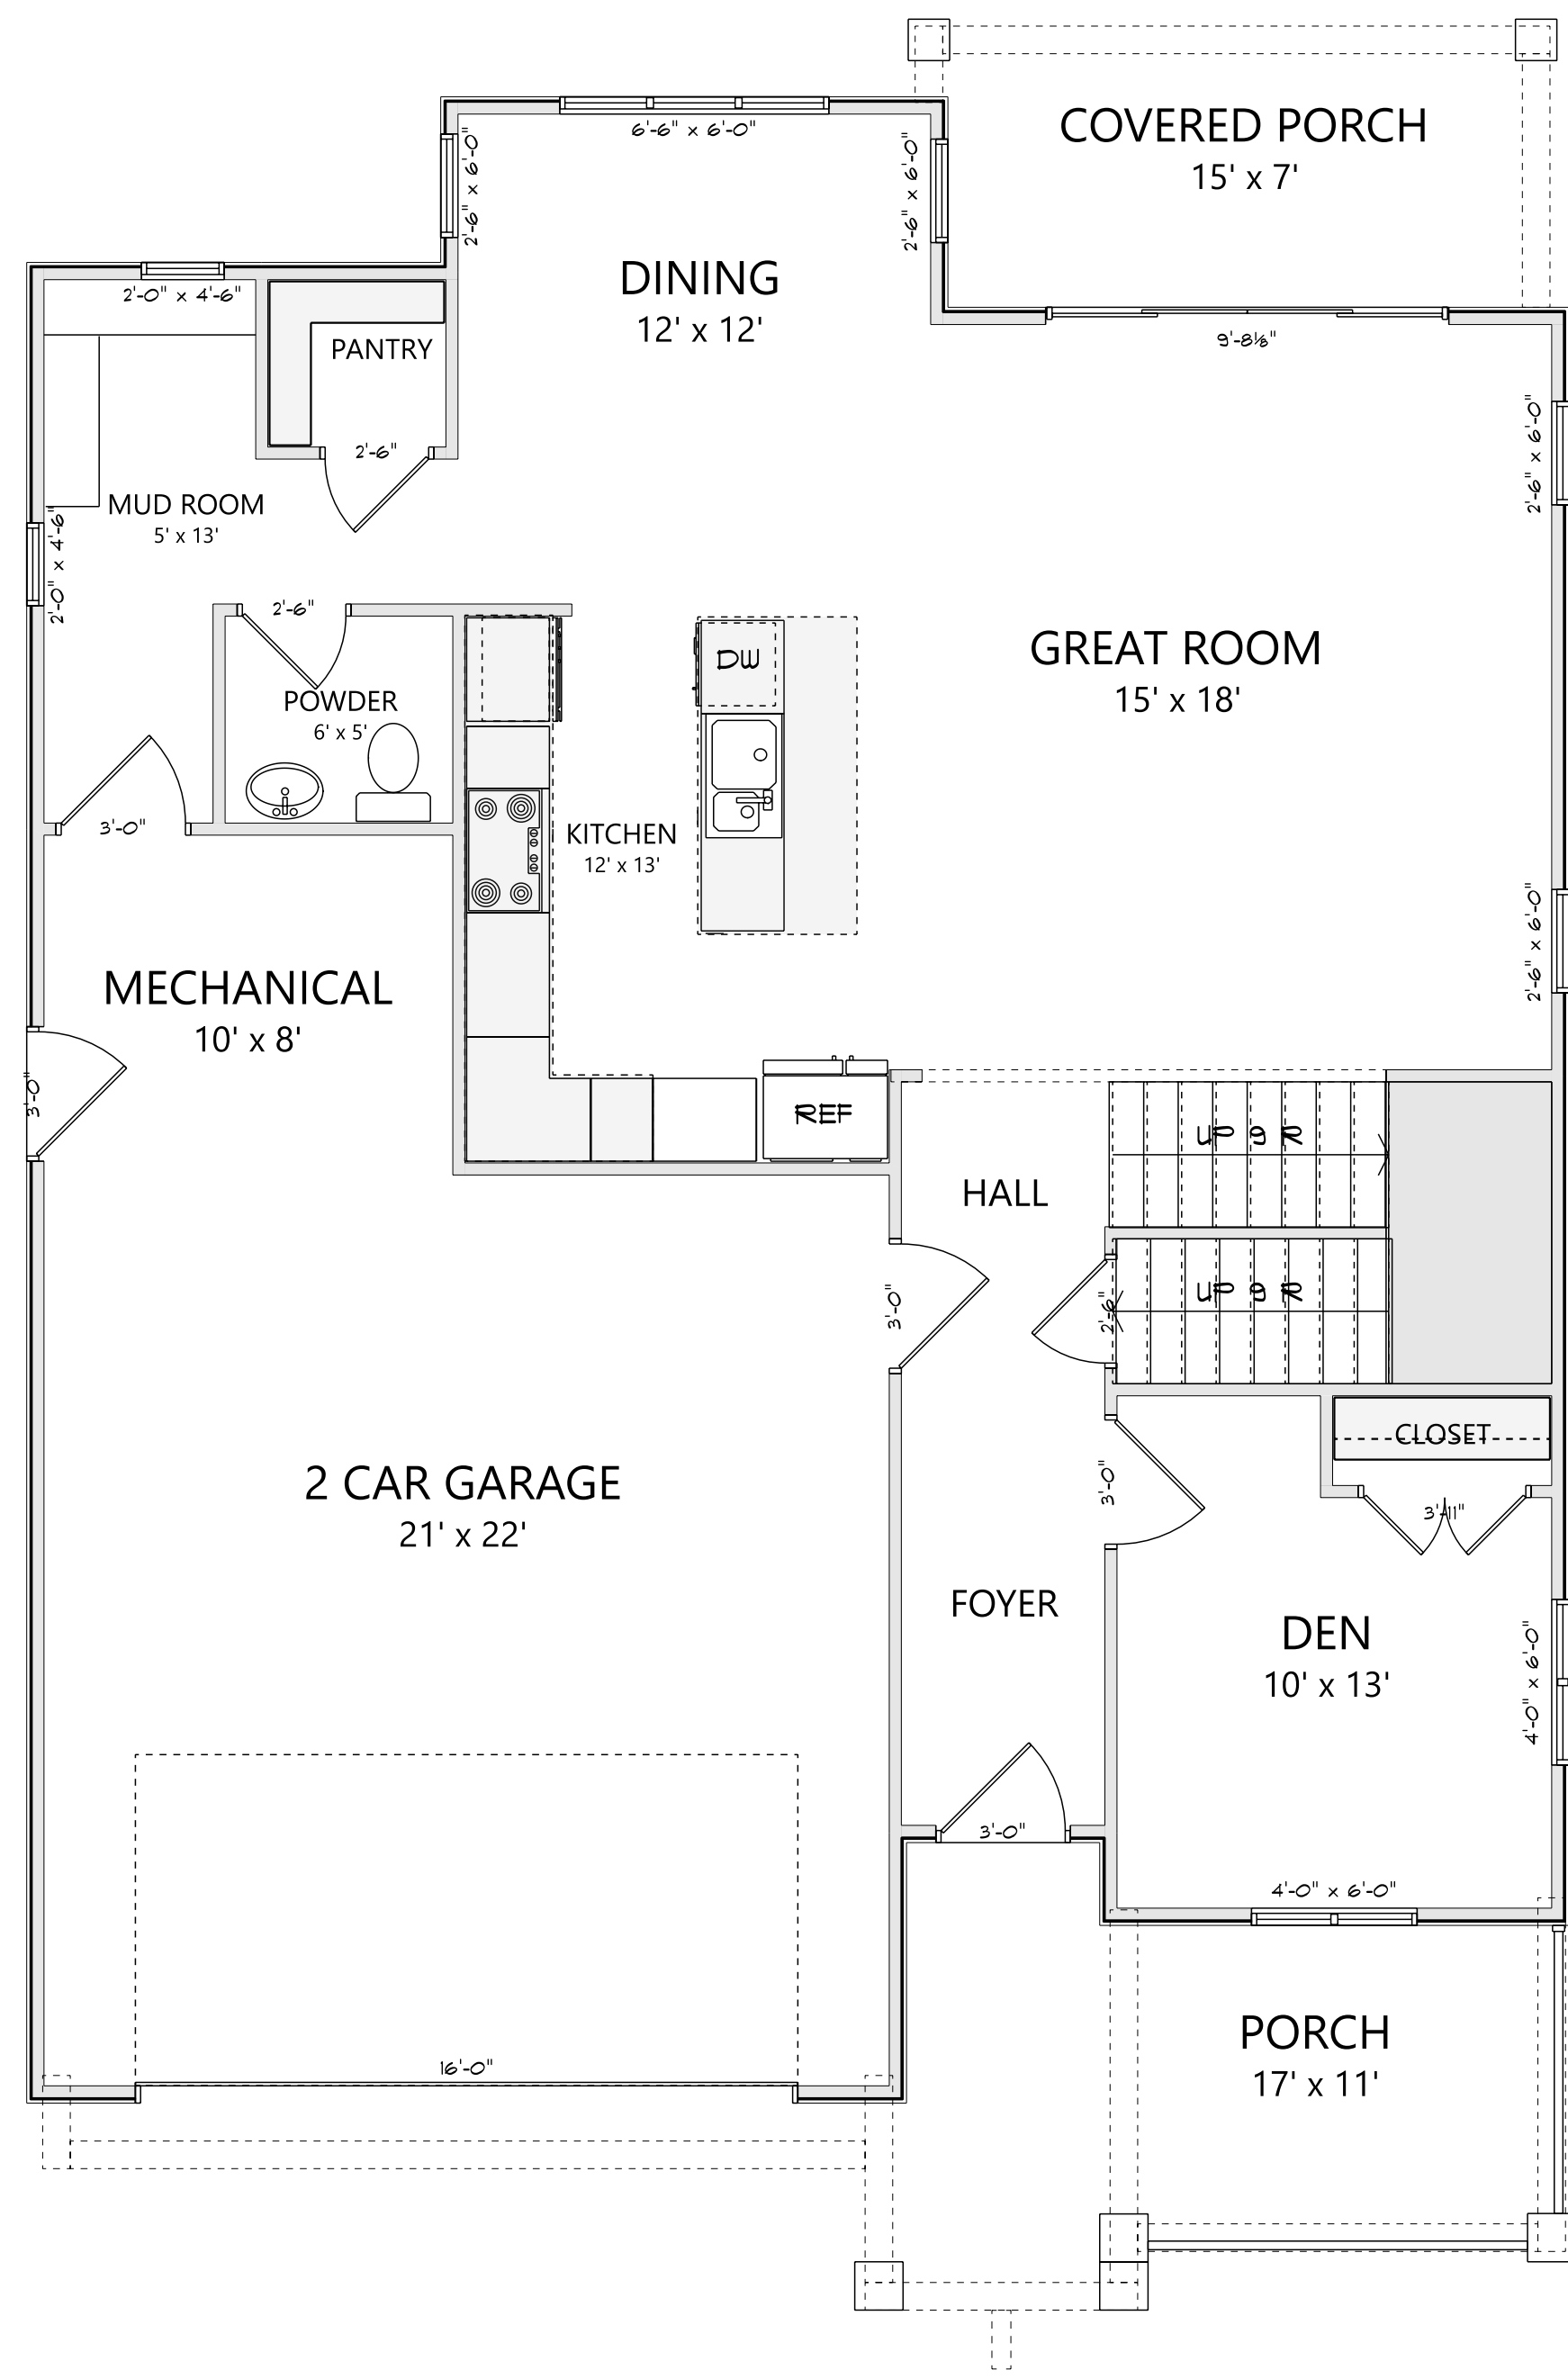 COVERED PORCH
15' x 7'
6'-6" x 6'-0"
2'-6" x 6'-0"
2'-6" x 6'-0"
DINING
12' x 12'
2'-0" x 4'-6"
9'-8⅛"
PANTRY
2'-6"
2'-6" x 6'-0"
MUD ROOM
5' x 13'
2'-0" x 4'-6"
2'-6"
GREAT ROOM
15' x 18'
DW
POWDER
6' x 5'
3'-0"
KITCHEN
12' x 13'
2'-6" x 6'-0"
MECHANICAL
10' x 8'
3'-0"
REF
HALL
3'-0"
2'-6"
CLOSET
3'-11"
2 CAR GARAGE
21' x 22'
3'-0"
FOYER
DEN
10' x 13'
4'-0" x 6'-0"
3'-0"
4'-0" x 6'-0"
16'-0"
PORCH
17' x 11'